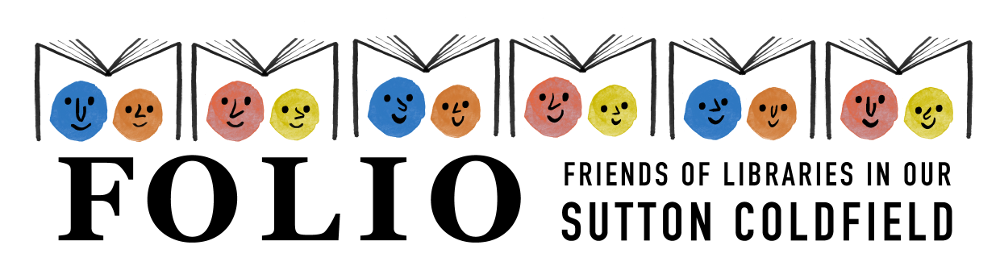 FOLIO
FRIENDS OF LIBRARIES IN OUR
SUTTON COLDFIELD